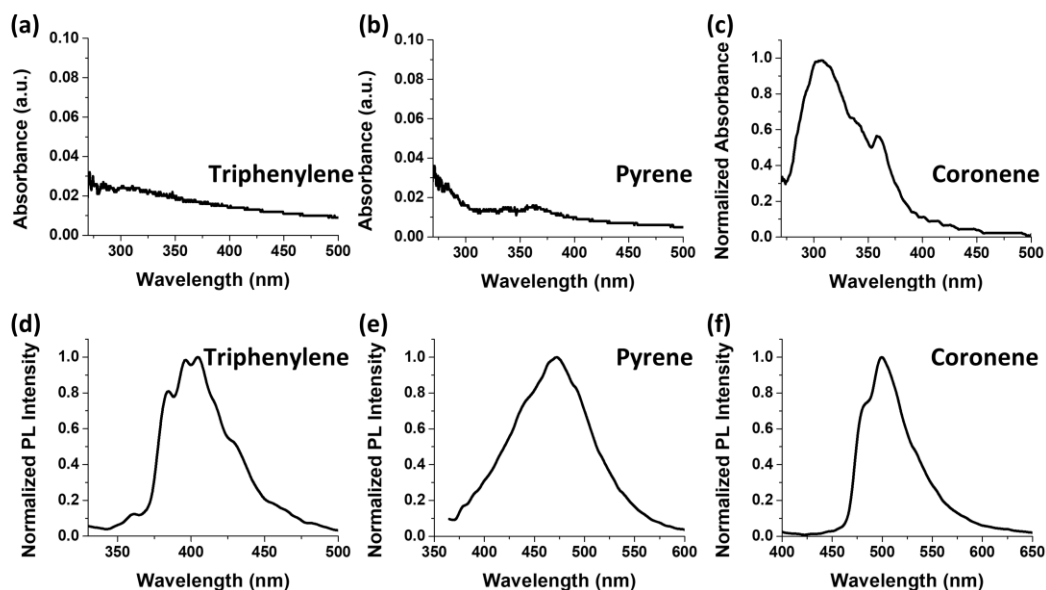 (a)
Absorbance (a.u.)
0.10
0.08
0.06
0.04
0.02
0.00
Triphenylene
300 350 400 450 500
Wavelength (nm)
(b)
Absorbance (a.u.)
0.10
0.08
0.06
0.04
0.02
0.00
Pyrene
300 350 400 450 500
Wavelength (nm)
(c)
Normalized Absorbance
1.0
0.8
0.6
0.4
0.2
0.0
Coronene
300 350 400 450 500
Wavelength (nm)
(d)
Normalized PL Intensity
1.0
0.8
0.6
0.4
0.2
0.0
Triphenylene
350 400 450 500
Wavelength (nm)
(e)
Normalized PL Intensity
1.0
0.8
0.6
0.4
0.2
0.0
Pyrene
350 400 450 500 550 600
Wavelength (nm)
(f)
Normalized PL Intensity
1.0
0.8
0.6
0.4
0.2
0.0
Coronene
400 450 500 550 600 650
Wavelength (nm)